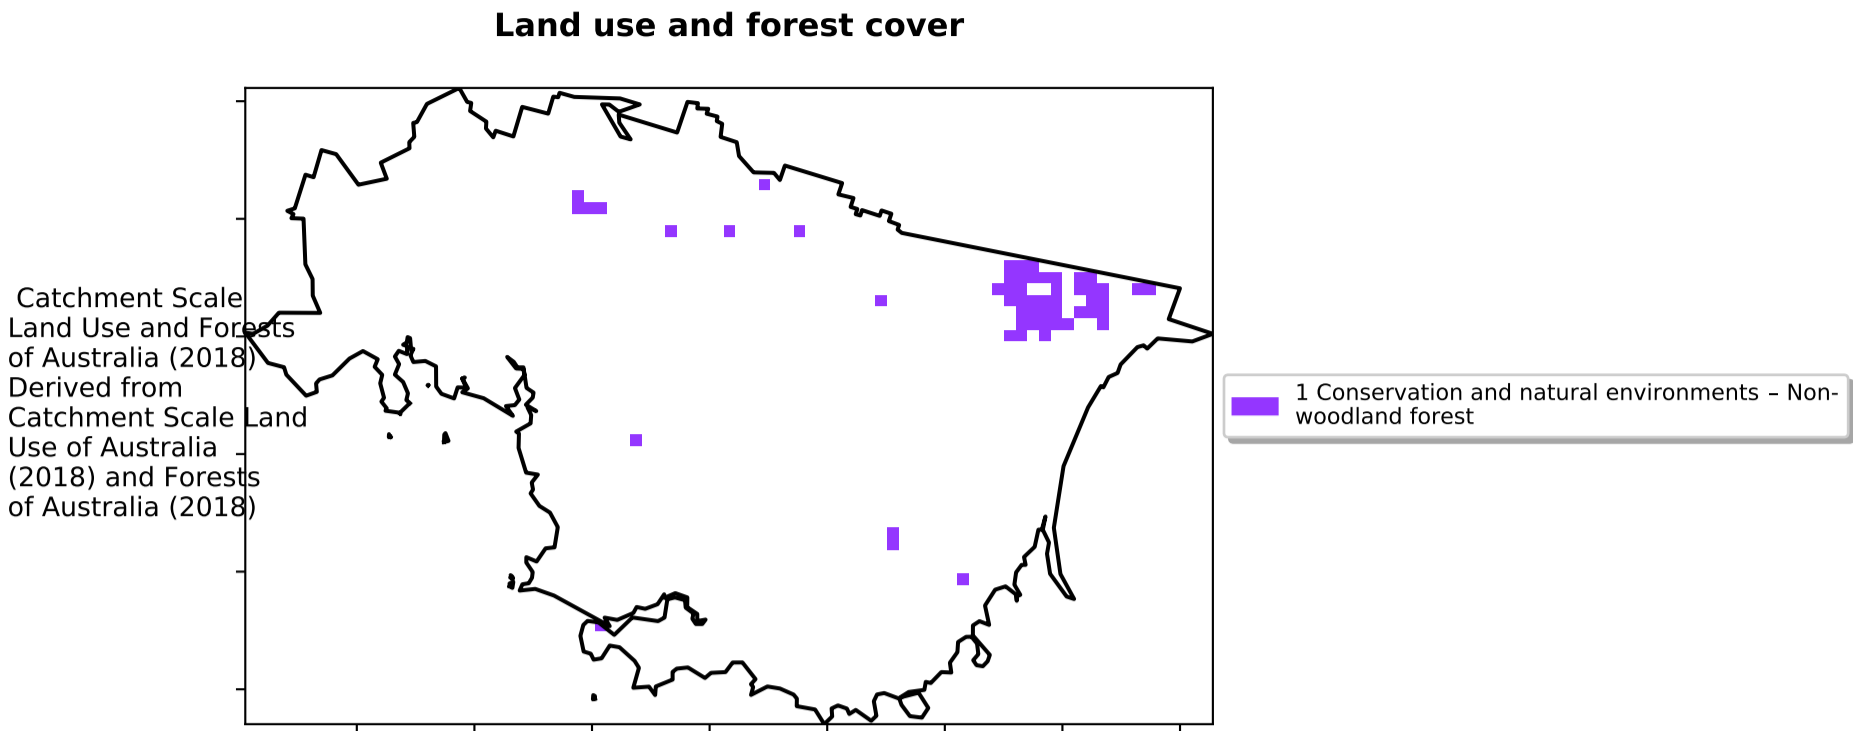 Land use and forest cover
Catchment Scale
Land Use and Forests
of Australia (2018)
Derived from
Catchment Scale Land
Use of Australia
(2018) and Forests
of Australia (2018)
1 Conservation and natural environments – Non-
woodland forest